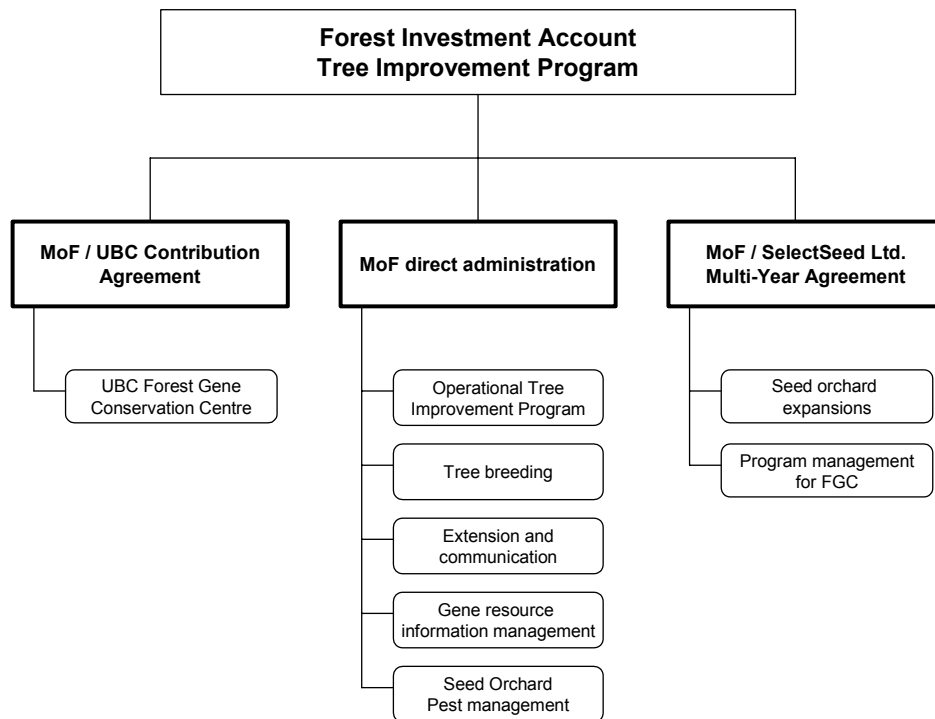 Forest Investment Account
Tree Improvement Program
MoF / UBC Contribution
Agreement
UBC Forest Gene
Conservation Centre
MoF direct administration
Operational Tree
Improvement Program
Tree breeding
Extension and
communication
Gene resource
information management
Seed Orchard
Pest management
MoF / SelectSeed Ltd.
Multi-Year Agreement
Seed orchard
expansions
Program management
for FGC